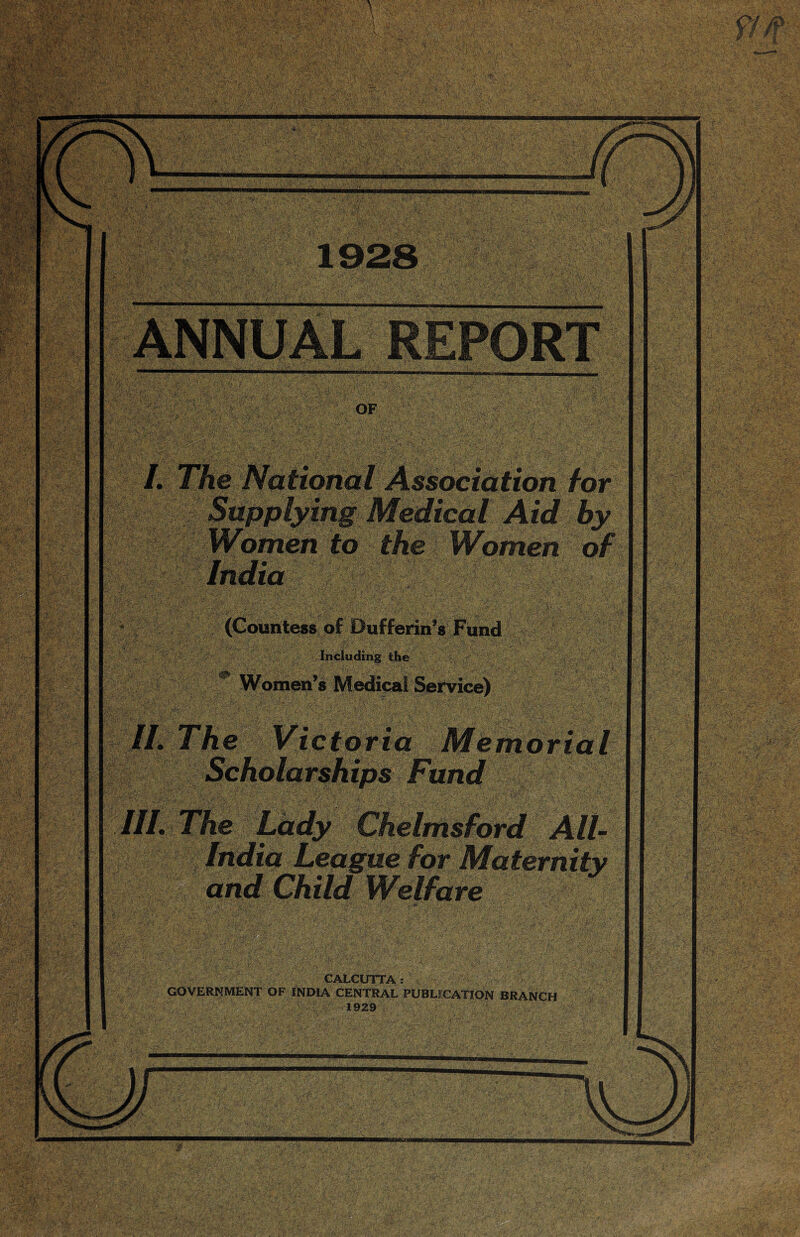 1928
ANNUAL REPORT
OF
I. The National Association for
Supplying Medical Aid by
Women to the Women of
India
(Countess of Dufferin's Fund
Including the
Women's Medical Service)
II. The Victoria Memorial
Scholarships Fund
III. The Lady Chelmsford All-
India League for Maternity
and Child Welfare
CALCUTTA :
GOVERNMENT OF INDIA CENTRAL PUBLICATION BRANCH
1929